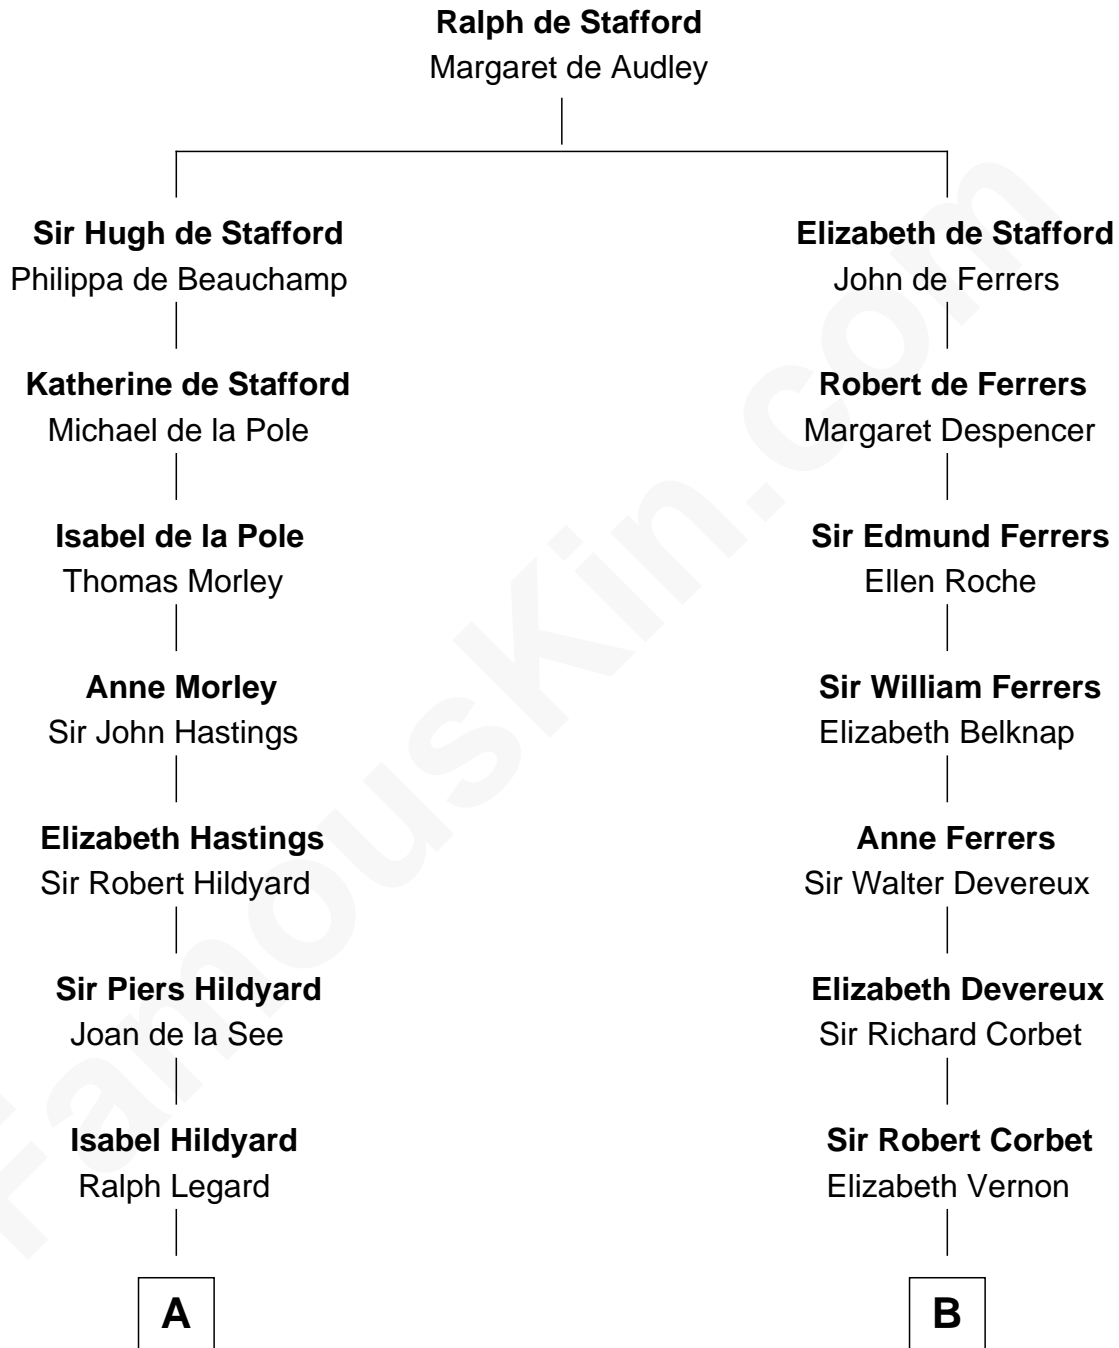 Ralph de Stafford
Margaret de Audley
Sir Hugh de Stafford
Philippa de Beauchamp
Elizabeth de Stafford
John de Ferrers
Katherine de Stafford
Michael de la Pole
Robert de Ferrers
Margaret Despencer
Isabel de la Pole
Thomas Morley
Sir Edmund Ferrers
Ellen Roche
Anne Morley
Sir John Hastings
Sir William Ferrers
Elizabeth Belknap
Elizabeth Hastings
Sir Robert Hildyard
Anne Ferrers
Sir Walter Devereux
Sir Piers Hildyard
Joan de la See
Elizabeth Devereux
Sir Richard Corbet
Isabel Hildyard
Ralph Legard
Sir Robert Corbet
Elizabeth Vernon
A
B
FamousKin.com